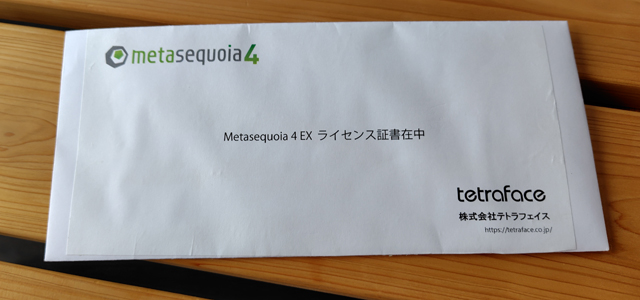 metasequoia 4
Metasequoia 4 EX ライセンス証書在中
tetraface
株式会社テトラフェイス
https://tetraface.co.jp/